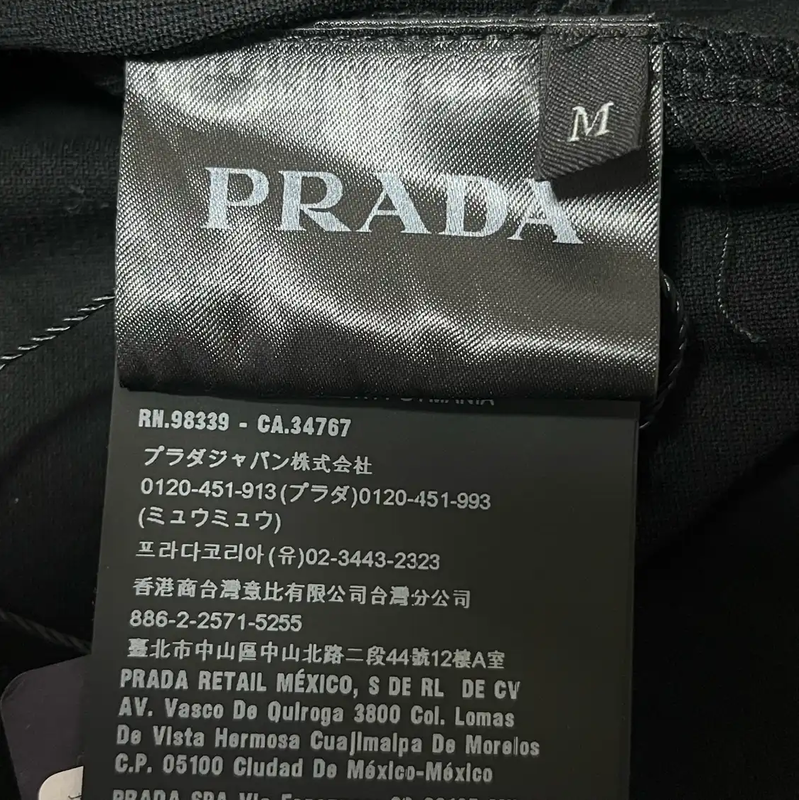 M
PRADA
RN.98339 - CA.34767
プラダジャパン株式会社
0120-451-913(プラダ)0120-451-993
(ミュウミュウ)
프라다코리아(유)02-3443-2323
香港商台灣意比有限公司台灣分公司
886-2-2571-5255
臺北市中山區中山北路二段44號12樓A室
PRADA RETAIL MÉXICO, S DE RL DE CV
AV. Vasco De Quiroga 3800 Col. Lomas
De Vista Hermosa Cuajimalpa De Morelos
C.P. 05100 Ciudad De México-México
PRADA SPA Via